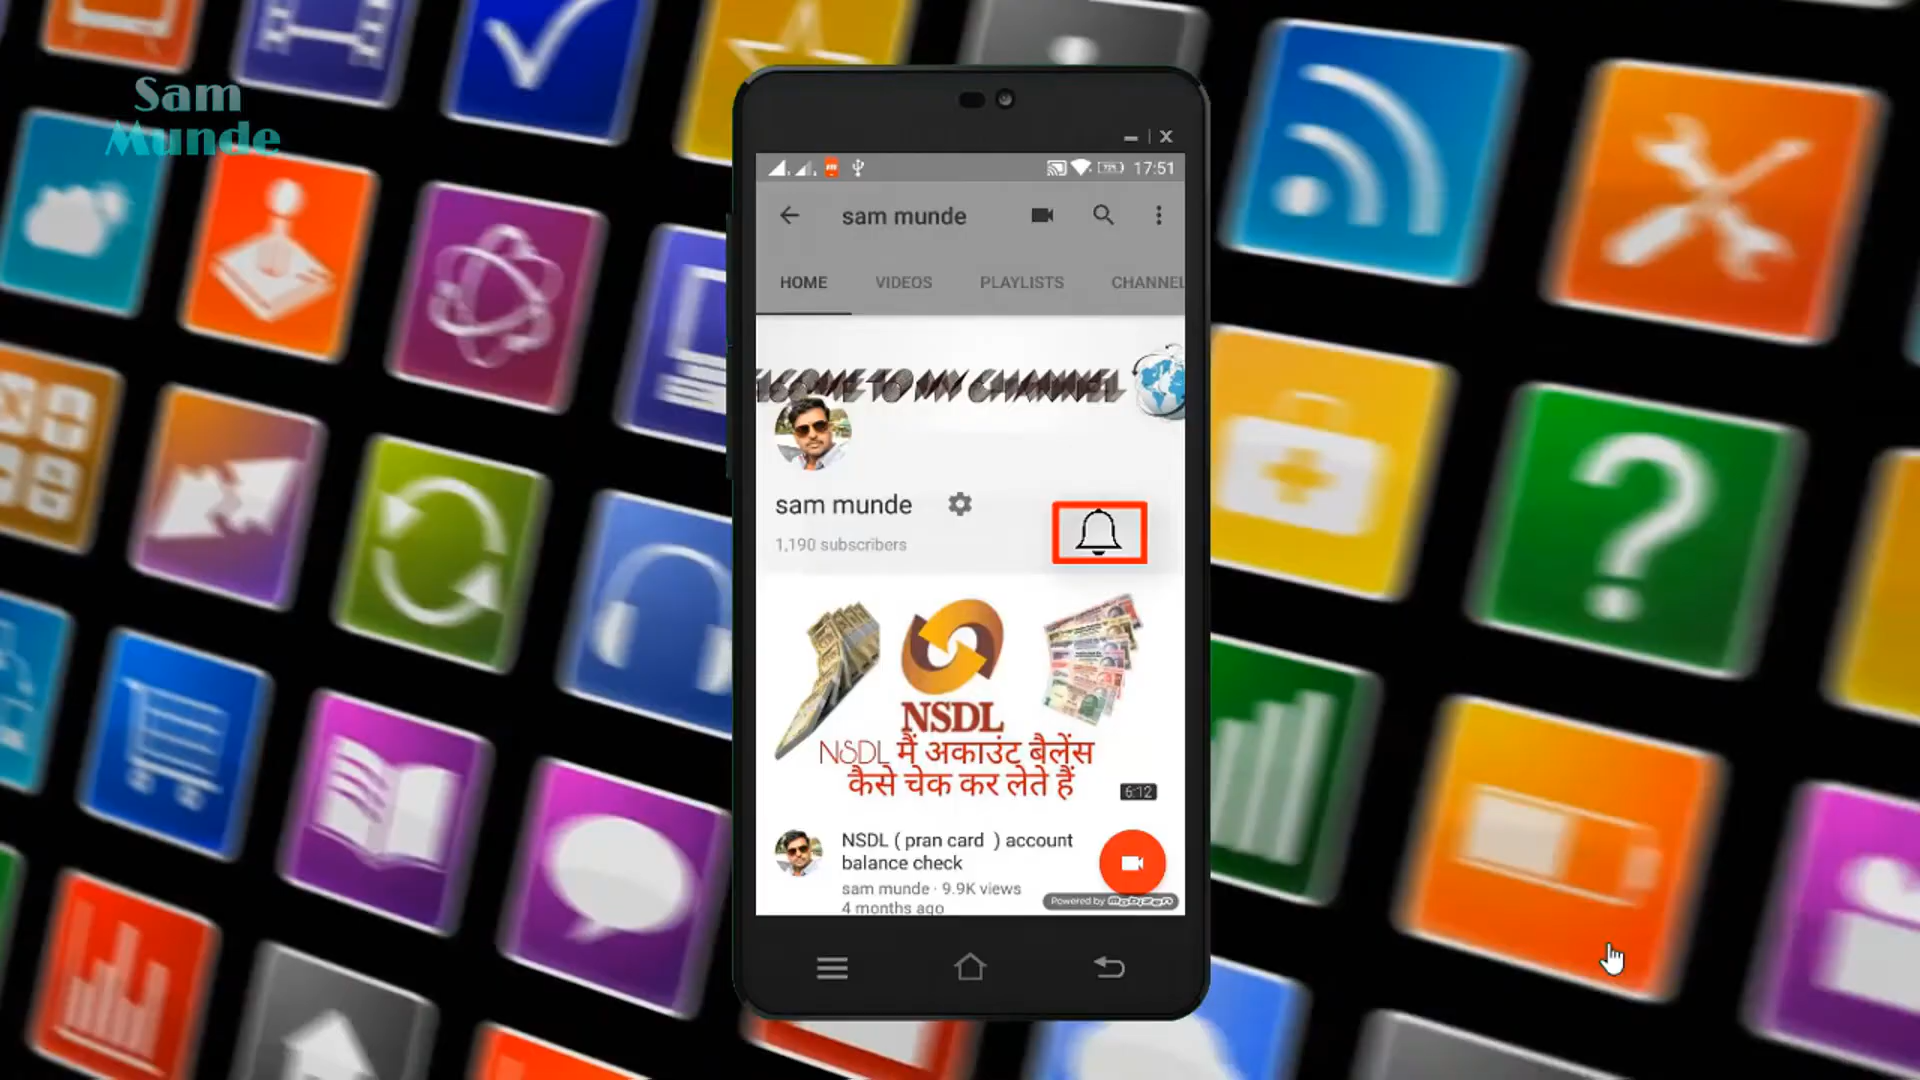 Sam
Munde
17:51
sam munde
HOME VIDEOS PLAYLISTS CHANNEL
LCOME TO MY CHANNEL
sam munde
1,190 subscribers
NSDL
NSDL में अकाउंट बैलेंस
कैसे चेक कर लेते हैं
6:12
NSDL ( pran card ) account
balance check
sam munde · 9.9K views
4 months ago
Powered by mobizen